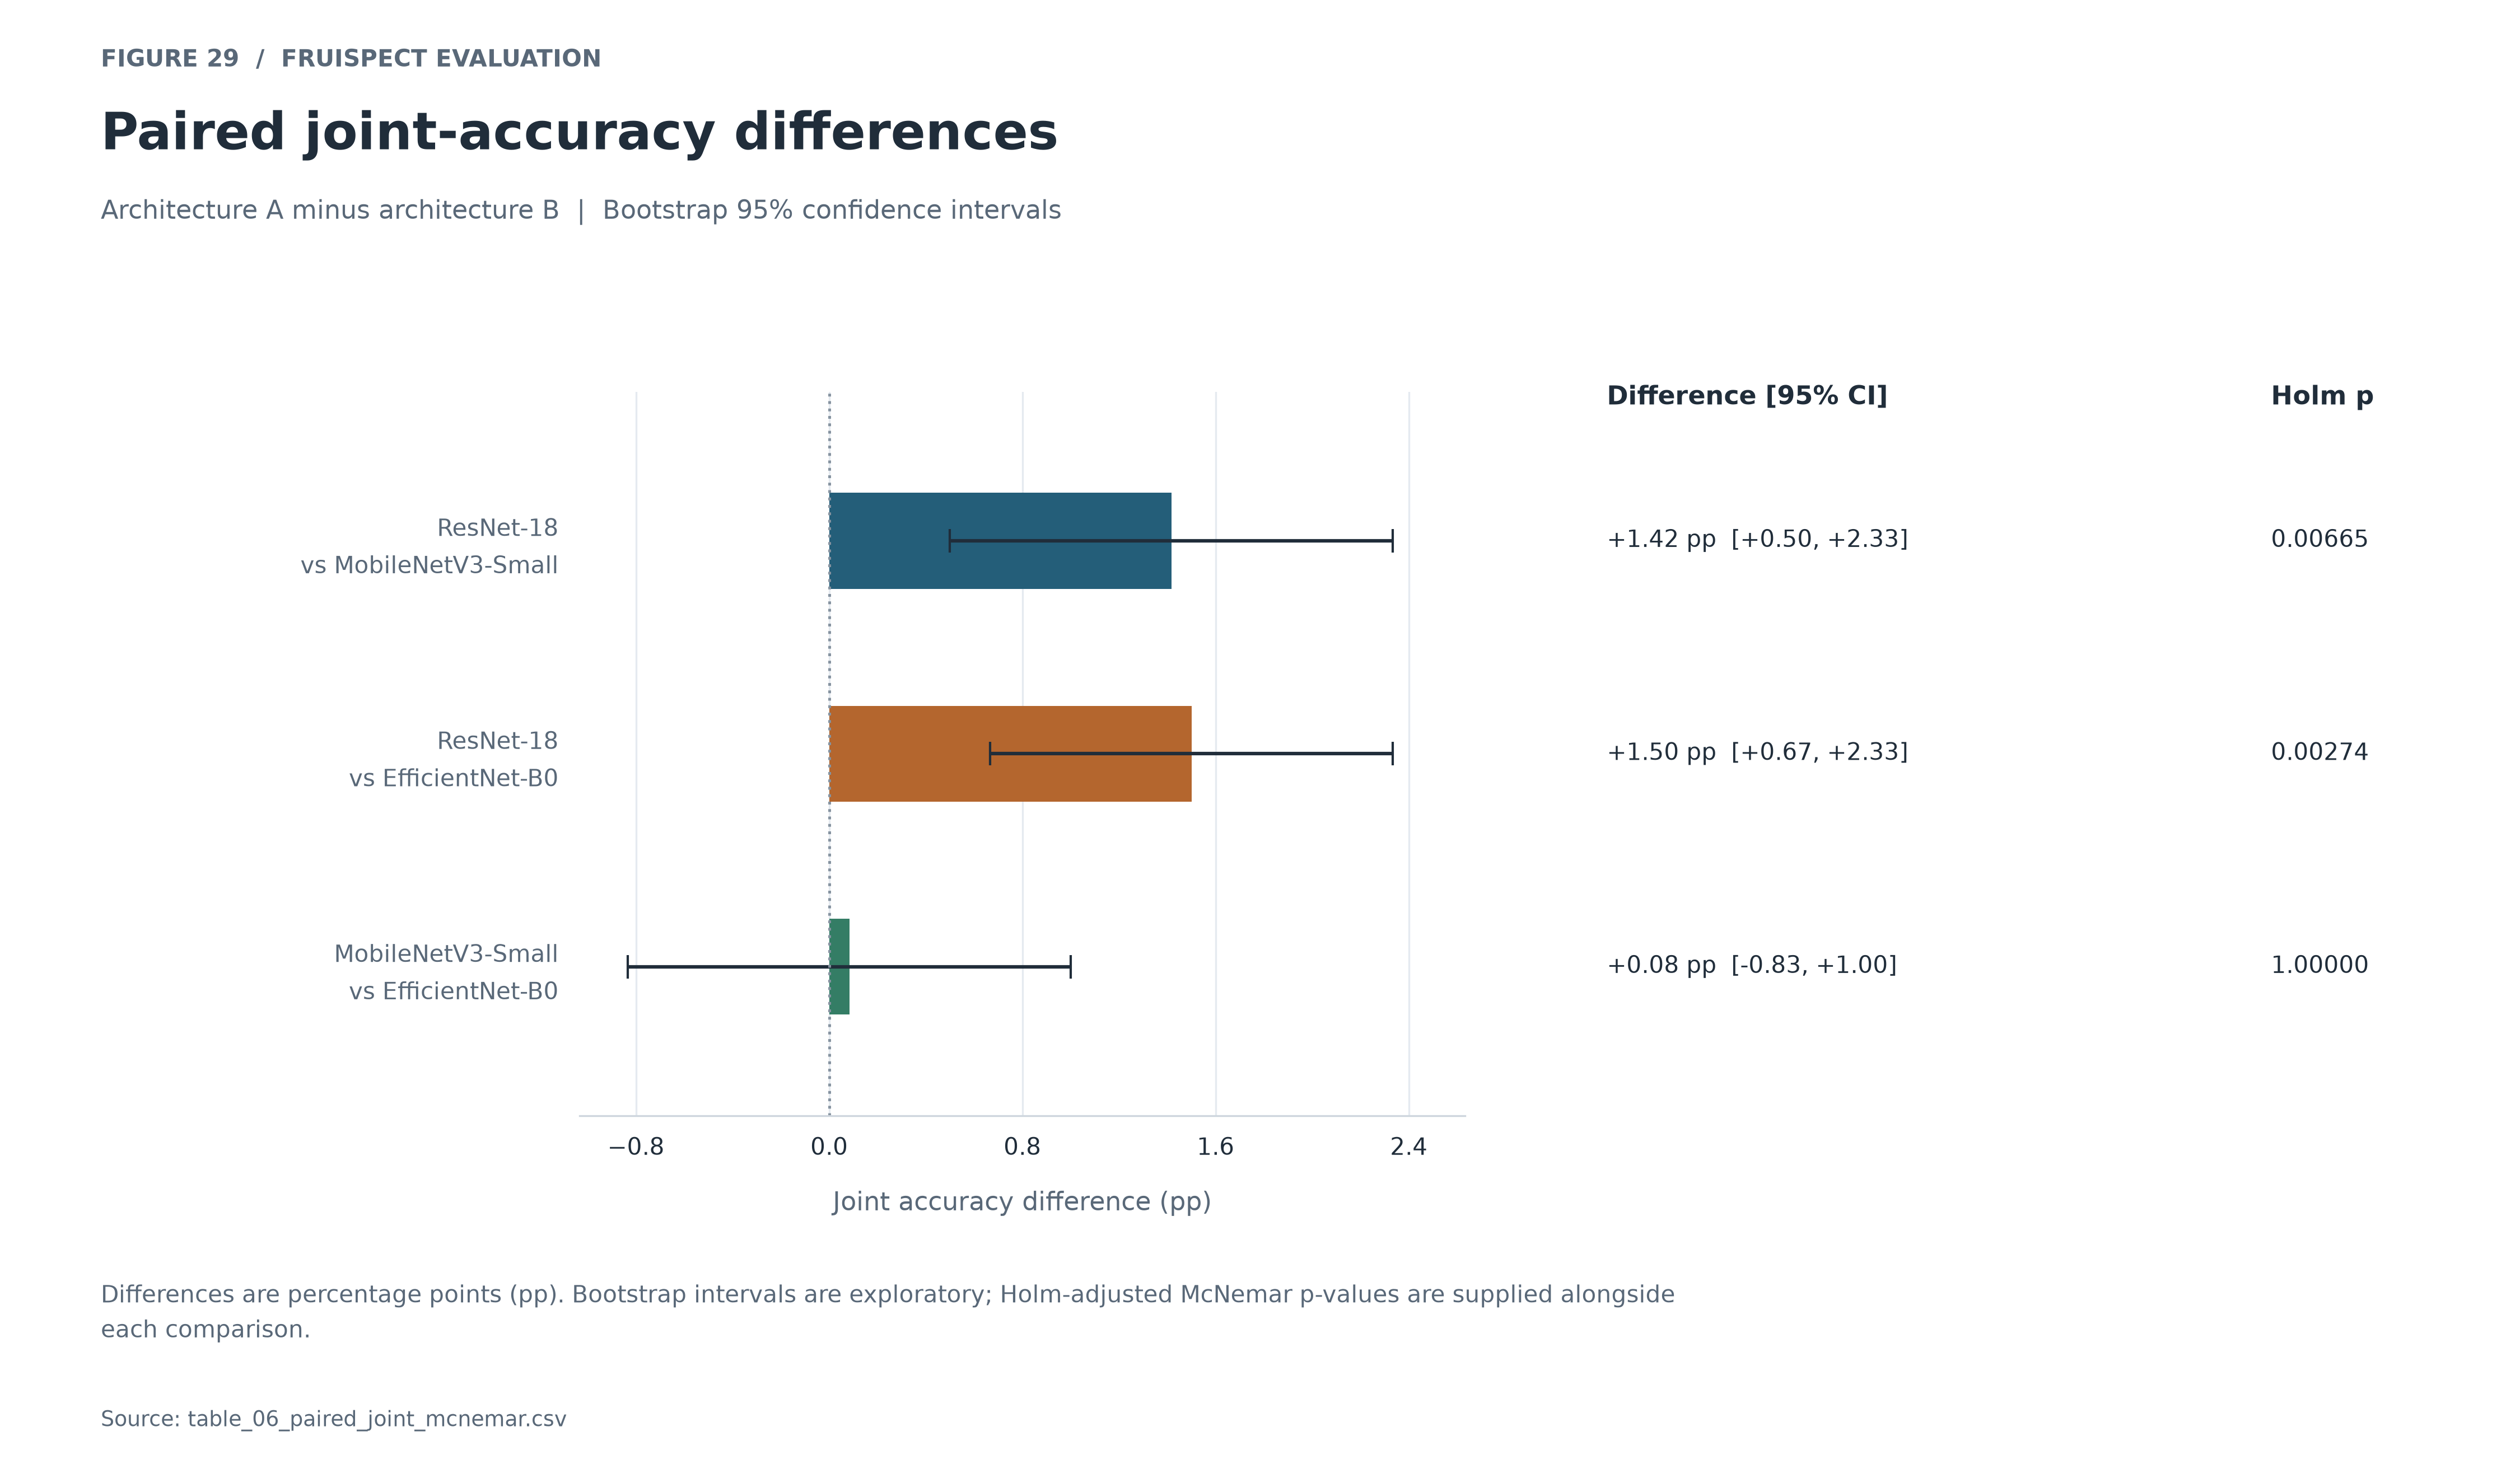 FIGURE 29 / FRUISPECT EVALUATION
Paired joint-accuracy differences
Architecture A minus architecture B | Bootstrap 95% confidence intervals
Difference [95% CI] Holm p
ResNet-18
vs MobileNetV3-Small
+1.42 pp [+0.50, +2.33] 0.00665
ResNet-18
vs EfficientNet-B0
+1.50 pp [+0.67, +2.33] 0.00274
MobileNetV3-Small
vs EfficientNet-B0
+0.08 pp [-0.83, +1.00] 1.00000
−0.8 0.0 0.8 1.6 2.4
Joint accuracy difference (pp)
Differences are percentage points (pp). Bootstrap intervals are exploratory; Holm-adjusted McNemar p-values are supplied alongside
each comparison.
Source: table_06_paired_joint_mcnemar.csv